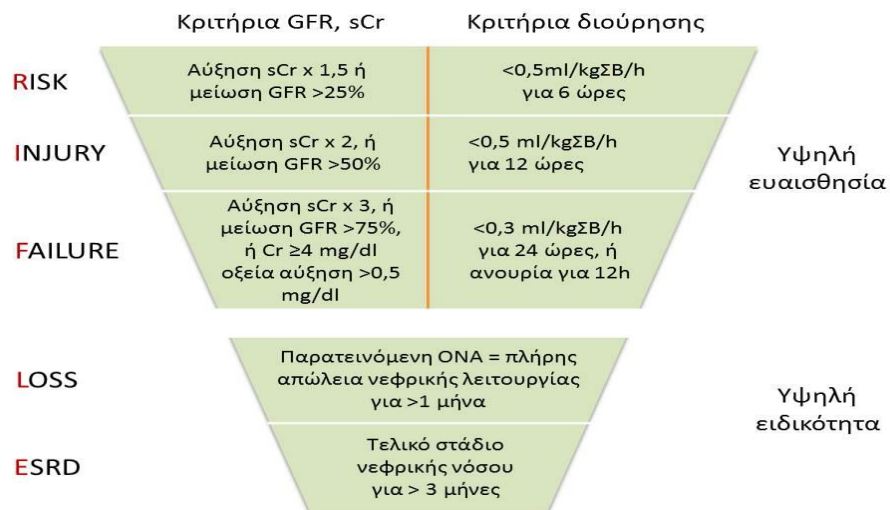 Κριτήρια GFR, sCr
Κριτήρια διούρησης
RISK
Αύξηση sCr x 1,5 ή
μείωση GFR >25%
<0,5ml/kgΣΒ/h
για 6 ώρες
INJURY
Αύξηση sCr x 2, ή
μείωση GFR >50%
<0,5 ml/kgΣΒ/h
για 12 ώρες
Υψηλή
ευαισθησία
FAILURE
Αύξηση sCr x 3, ή
μείωση GFR >75%,
ή Cr ≥4 mg/dl
οξεία αύξηση >0,5
mg/dl
<0,3 ml/kgΣΒ/h
για 24 ώρες, ή
ανουρία για 12h
LOSS
Παρατεινόμενη ΟΝΑ = πλήρης
απώλεια νεφρικής λειτουργίας
για >1 μήνα
Υψηλή
ειδικότητα
ESRD
Τελικό στάδιο
νεφρικής νόσου
για > 3 μήνες